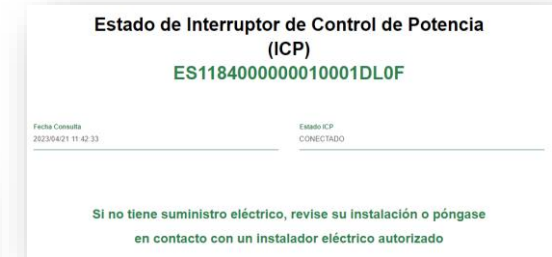 Estado de Interruptor de Control de Potencia
(ICP)
ES1184000000010001DL0F
Fecha Consulta
2023/04/21 11:42:33
Estado ICP
CONECTADO
Si no tiene suministro eléctrico, revise su instalación o póngase
en contacto con un instalador eléctrico autorizado